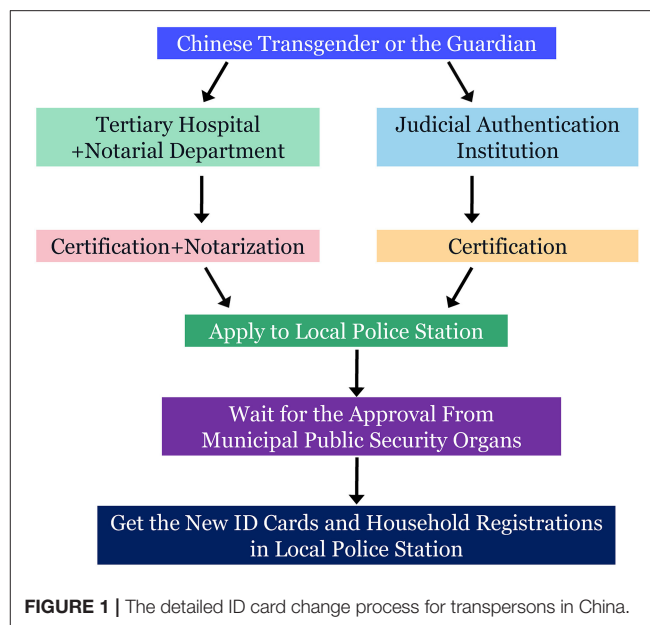 Chinese Transgender or the Guardian
Tertiary Hospital
+Notarial Department
Judicial Authentication
Institution
Certification+Notarization
Certification
Apply to Local Police Station
Wait for the Approval From
Municipal Public Security Organs
Get the New ID Cards and Household Registrations
in Local Police Station
FIGURE 1 | The detailed ID card change process for transpersons in China.